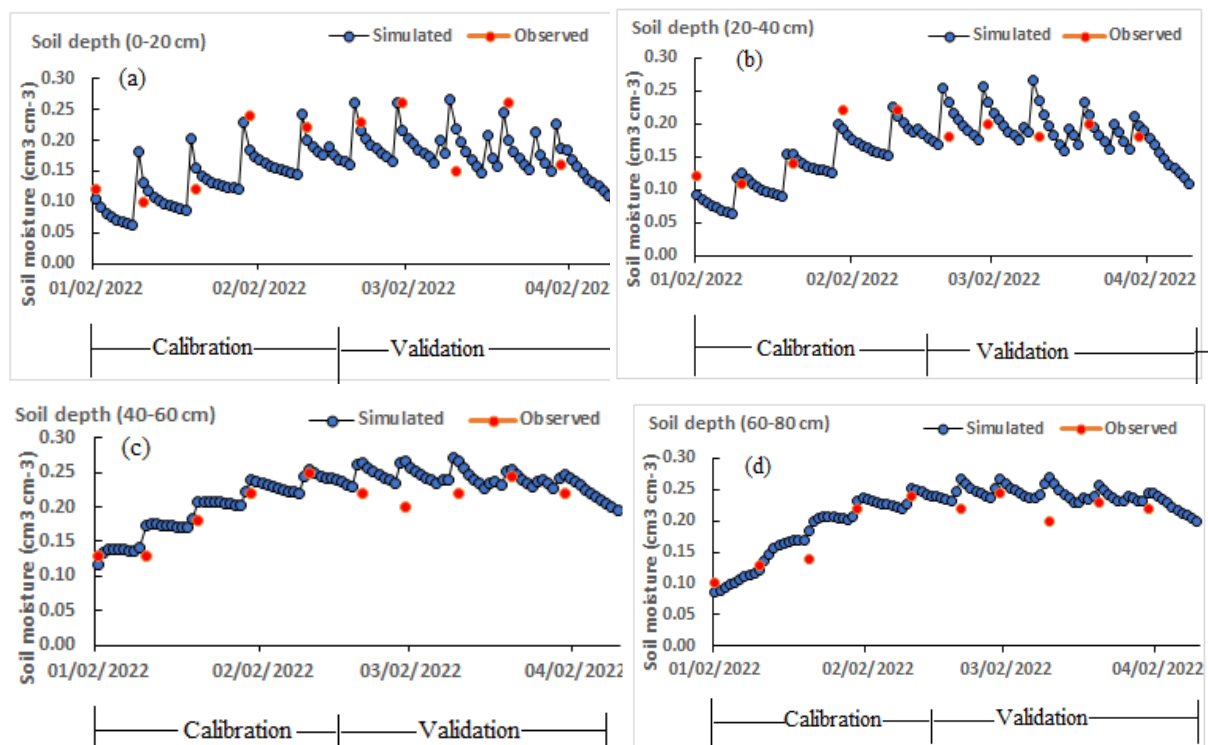 Soil depth (0-20 cm)
Simulated
Observed
(a)
Soil moisture (cm3 cm-3)
0.30
0.25
0.20
0.15
0.10
0.05
0.00
01/02/2022
02/02/2022
03/02/2022
04/02/2022
Calibration
Validation
Soil depth (20-40 cm)
Simulated
Observed
(b)
Soil moisture (cm3 cm-3)
0.30
0.25
0.20
0.15
0.10
0.05
0.00
01/02/2022
02/02/2022
03/02/2022
04/02/2022
Calibration
Validation
Soil depth (40-60 cm)
Simulated
Observed
(c)
Soil moisture (cm3 cm-3)
0.30
0.25
0.20
0.15
0.10
0.05
0.00
01/02/2022
02/02/2022
03/02/2022
04/02/2022
Calibration
Validation
Soil depth (60-80 cm)
Simulated
Observed
(d)
Soil moisture (cm3 cm-3)
0.30
0.25
0.20
0.15
0.10
0.05
0.00
01/02/2022
02/02/2022
03/02/2022
04/02/2022
Calibration
Validation